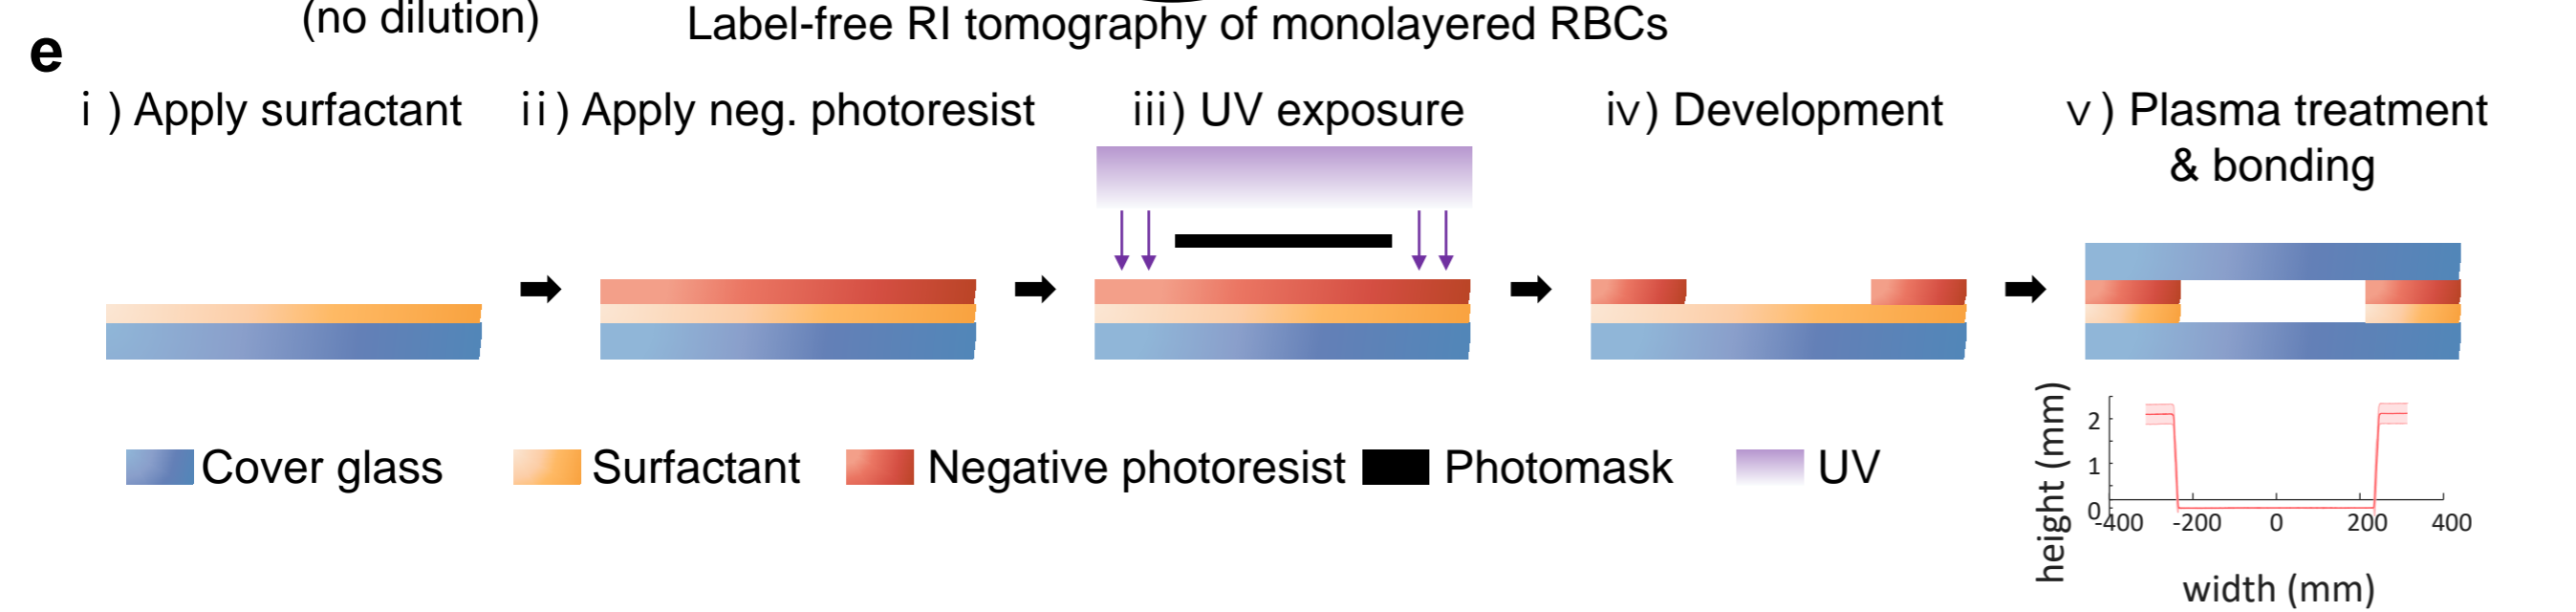 (no dilution)
Label-free RI tomography of monolayered RBCs
e
i) Apply surfactant
ii) Apply neg. photoresist
iii) UV exposure
iv) Development
v) Plasma treatment
& bonding
Cover glass
Surfactant
Negative photoresist
Photomask
UV
height (mm)
2
1
0
-400
-200
0
200
400
width (mm)